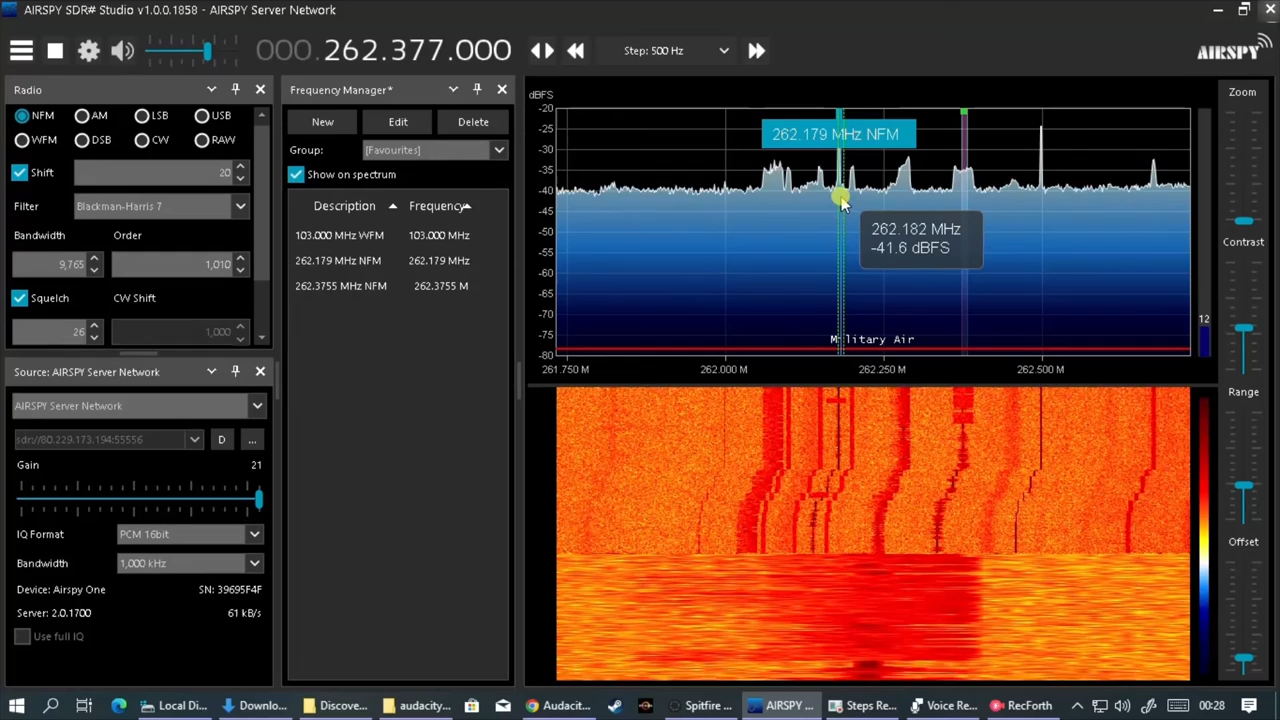 AIRSPY SDR# Studio v1.0.0.1858 - AIRSPY Server Network
000.262.377.000
Step: 500 Hz
AIRSPY
Radio
NFM AM LSB USB
WFM DSB CW RAW
Shift 20
Filter Blackman-Harris 7
Bandwidth Order
9,765 1,010
Squelch CW Shift
26 1,000
Source: AIRSPY Server Network
AIRSPY Server Network
sdr://80.229.173.194:55556 D ...
Gain 21
IQ Format PCM 16bit
Bandwidth 1,000 kHz
Device: Airspy One SN: 39695F4F
Server: 2.0.1700 61 kB/s
Use full IQ
Frequency Manager*
New Edit Delete
Group: [Favourites]
Show on spectrum
Description Frequency
103.000 MHz WFM 103.000 MHz
262.179 MHz NFM 262.179 MHz
262.3755 MHz NFM 262.3755 M
dBFS
-20
-25
-30
-35
-40
-45
-50
-55
-60
-65
-70
-75
-80
262.179 MHz NFM
262.182 MHz
-41.6 dBFS
Military Air
12
261.750 M 262.000 M 262.250 M 262.500 M
Zoom
Contrast
Range
Offset
Local Di... Downlo... Discove... audacity... Audacit... Spitfire ... AIRSPY ... Steps Re... Voice Re... RecForth 00:28